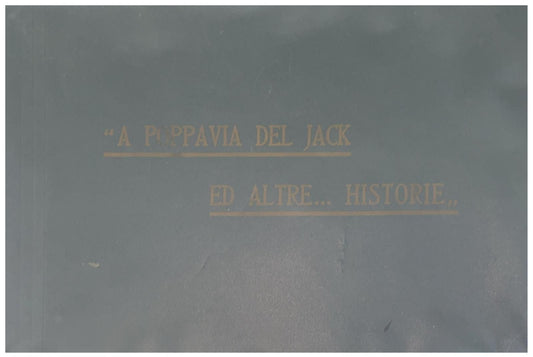 “A POPPAVIA DEL JACK
ED ALTRE... HISTORIE„